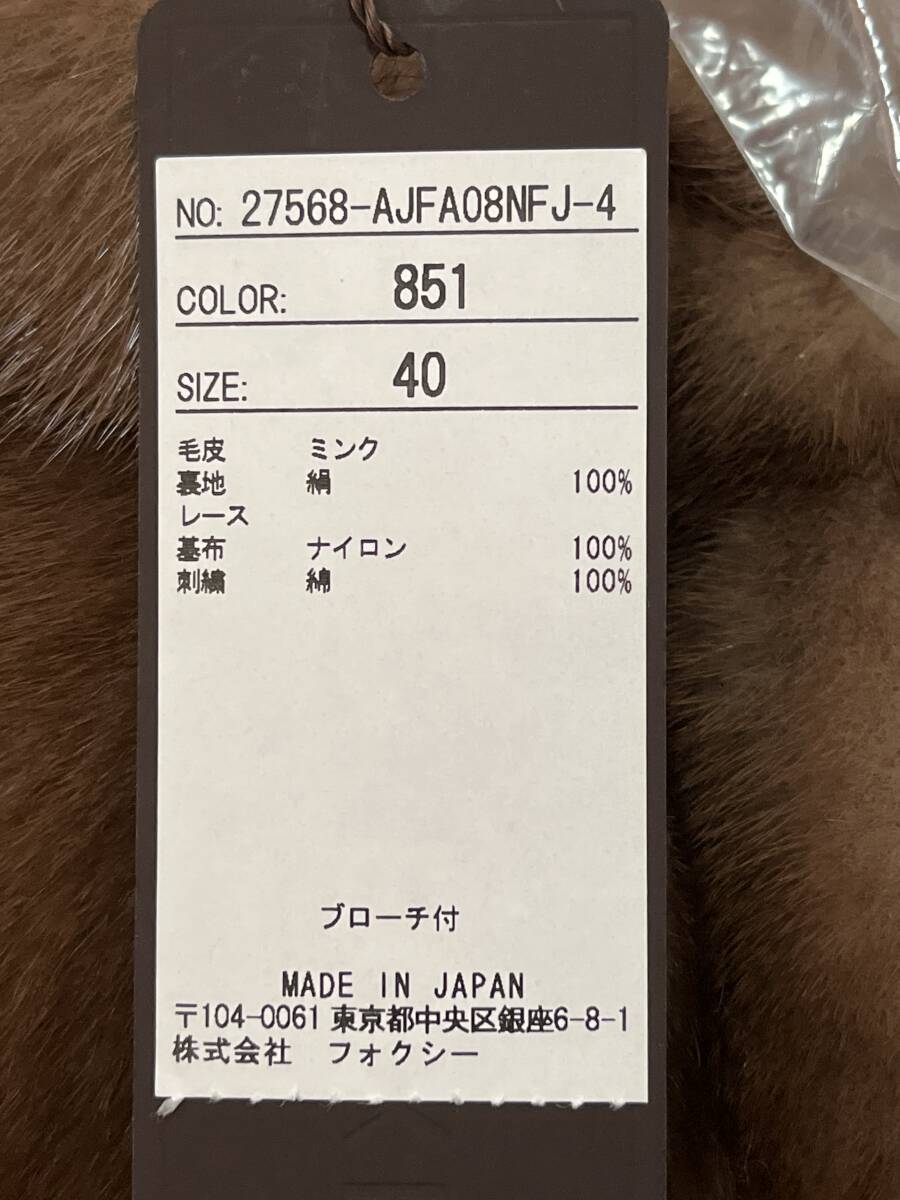 NO: 27568-AJFA08NFJ-4
COLOR: 851
SIZE: 40
毛皮 ミンク
裏地 絹 100%
レース
基布 ナイロン 100%
刺繍 綿 100%
ブローチ付
MADE IN JAPAN
〒104-0061 東京都中央区銀座6-8-1
株式会社 フォクシー